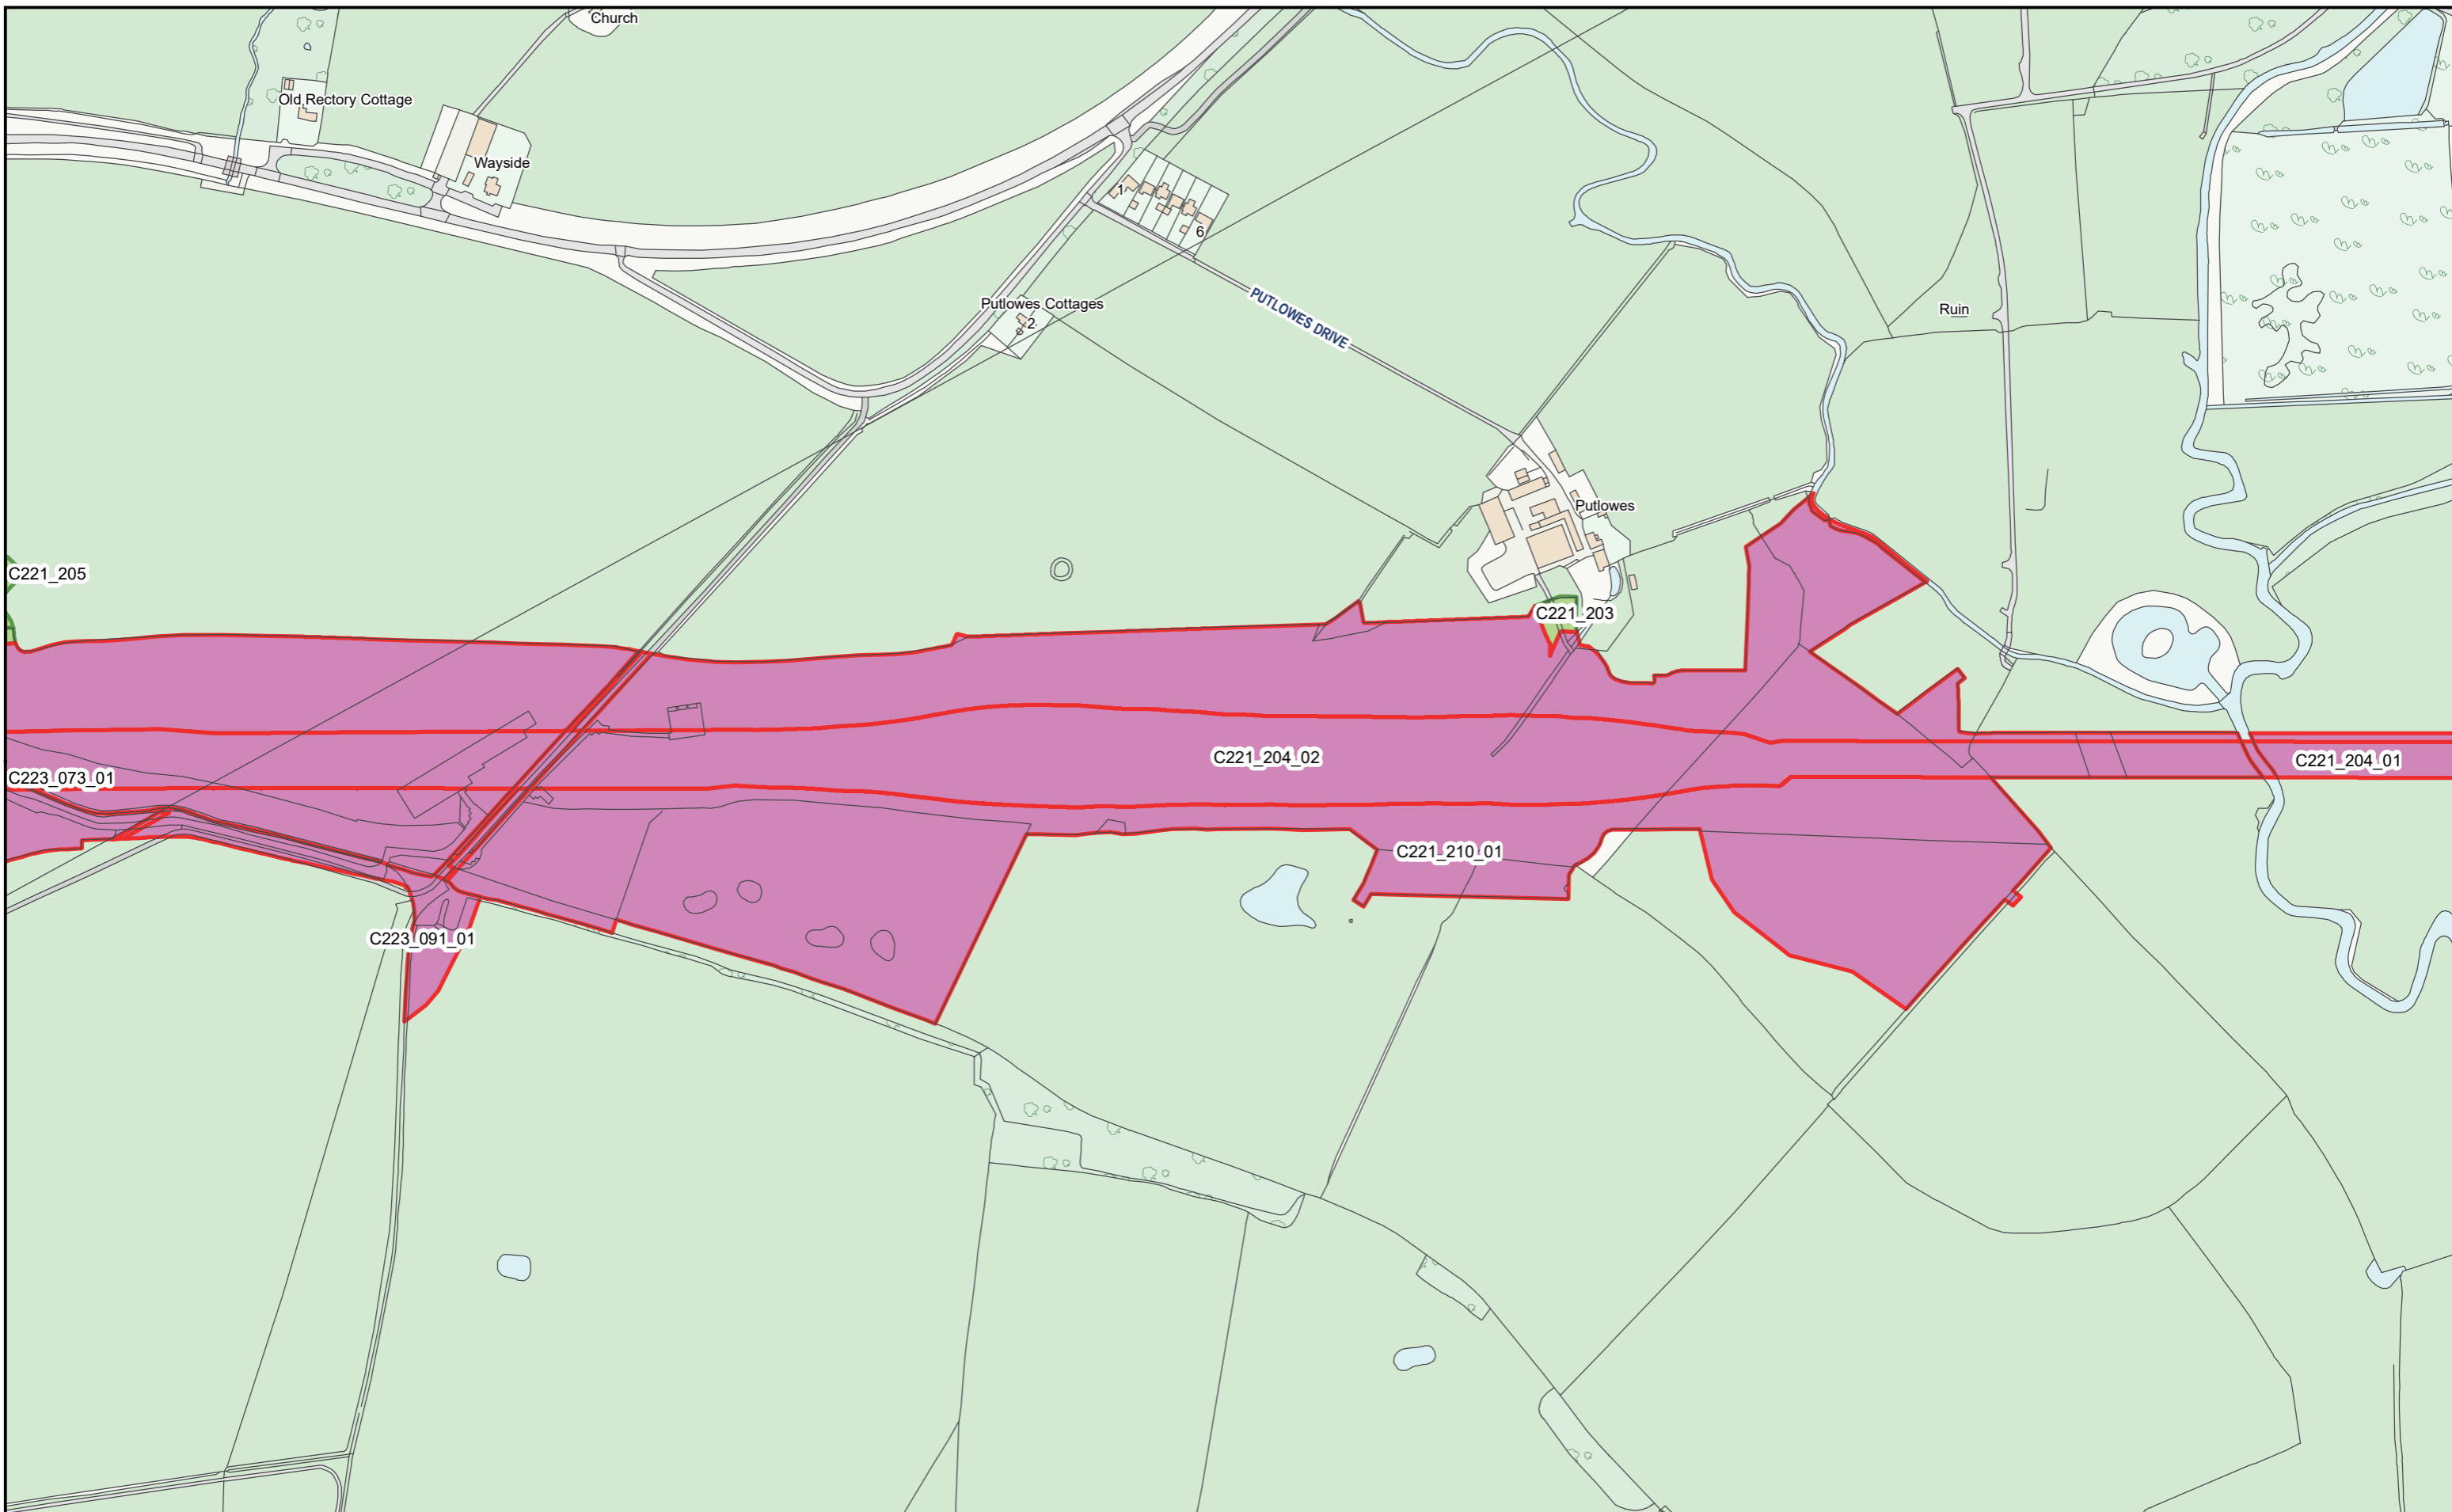 Church
Old Rectory Cottage
Wayside
1
6
Putlowes Cottages
2
PUTLOWES DRIVE
Ruin
Putlowes
C221_205
C221_203
C221_204_02
C221_204_01
C223_073_01
C221_210_01
C223_091_01